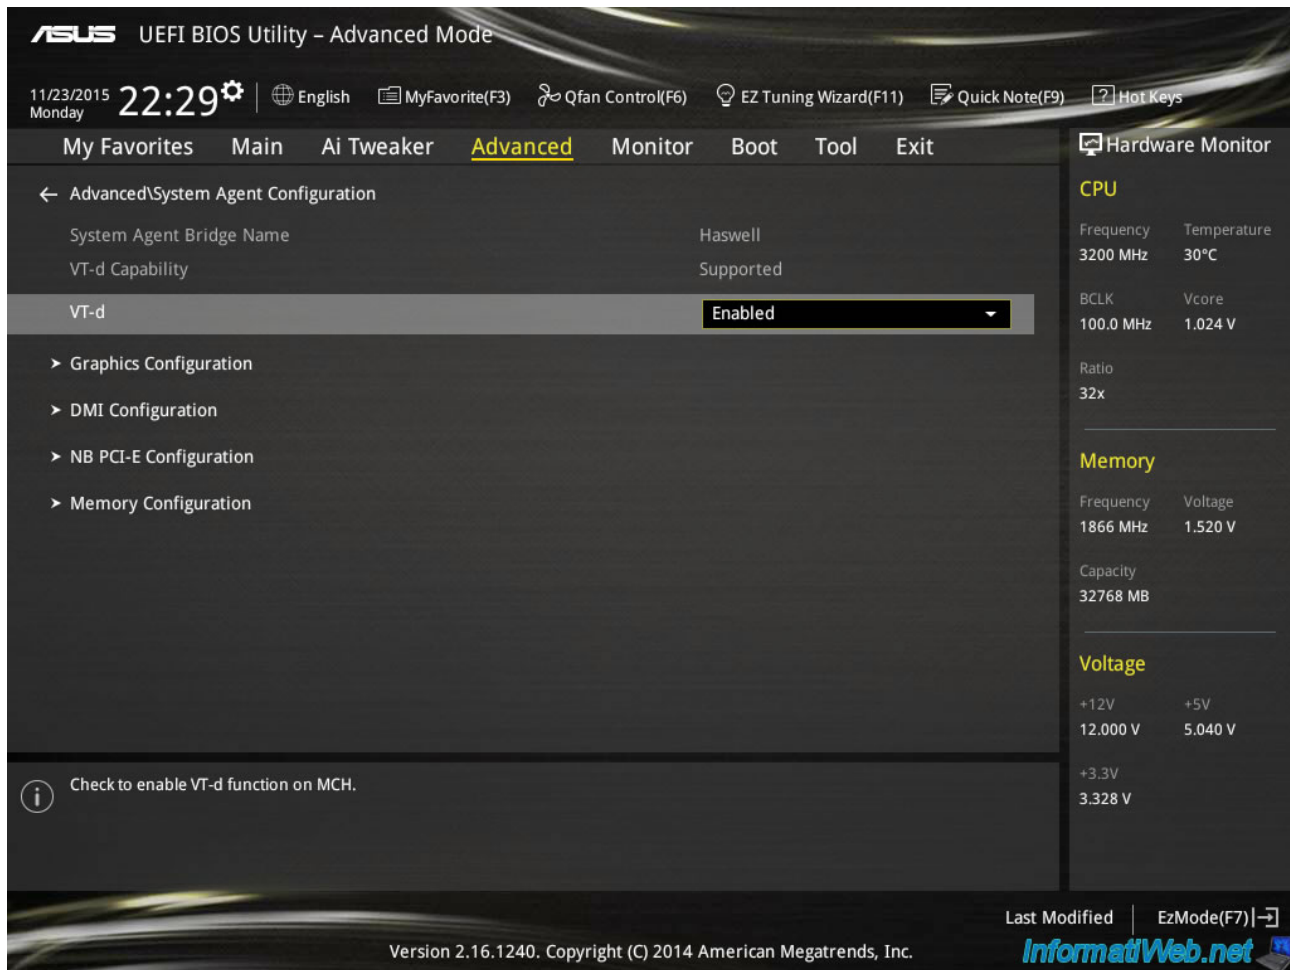 ASUS UEFI BIOS Utility – Advanced Mode
11/23/2015
Monday
22:29
English
MyFavorite(F3)
Qfan Control(F6)
EZ Tuning Wizard(F11)
Quick Note(F9)
? Hot Keys
My Favorites Main Ai Tweaker Advanced Monitor Boot Tool Exit
Advanced\System Agent Configuration
System Agent Bridge Name Haswell
VT-d Capability Supported
VT-d Enabled
Graphics Configuration
DMI Configuration
NB PCI-E Configuration
Memory Configuration
Hardware Monitor
CPU
Frequency Temperature
3200 MHz 30°C
BCLK Vcore
100.0 MHz 1.024 V
Ratio
32x
Memory
Frequency Voltage
1866 MHz 1.520 V
Capacity
32768 MB
Voltage
+12V +5V
12.000 V 5.040 V
+3.3V
3.328 V
i Check to enable VT-d function on MCH.
Last Modified EzMode(F7)
Version 2.16.1240. Copyright (C) 2014 American Megatrends, Inc.
InformatiWeb.net